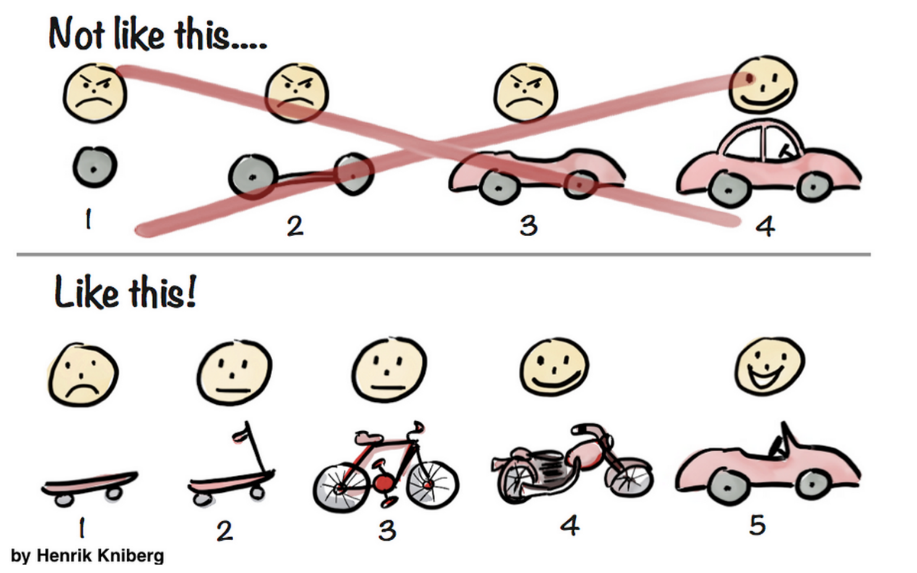 Not like this....
1 2 3 4
Like this!
1 2 3 4 5
by Henrik Kniberg